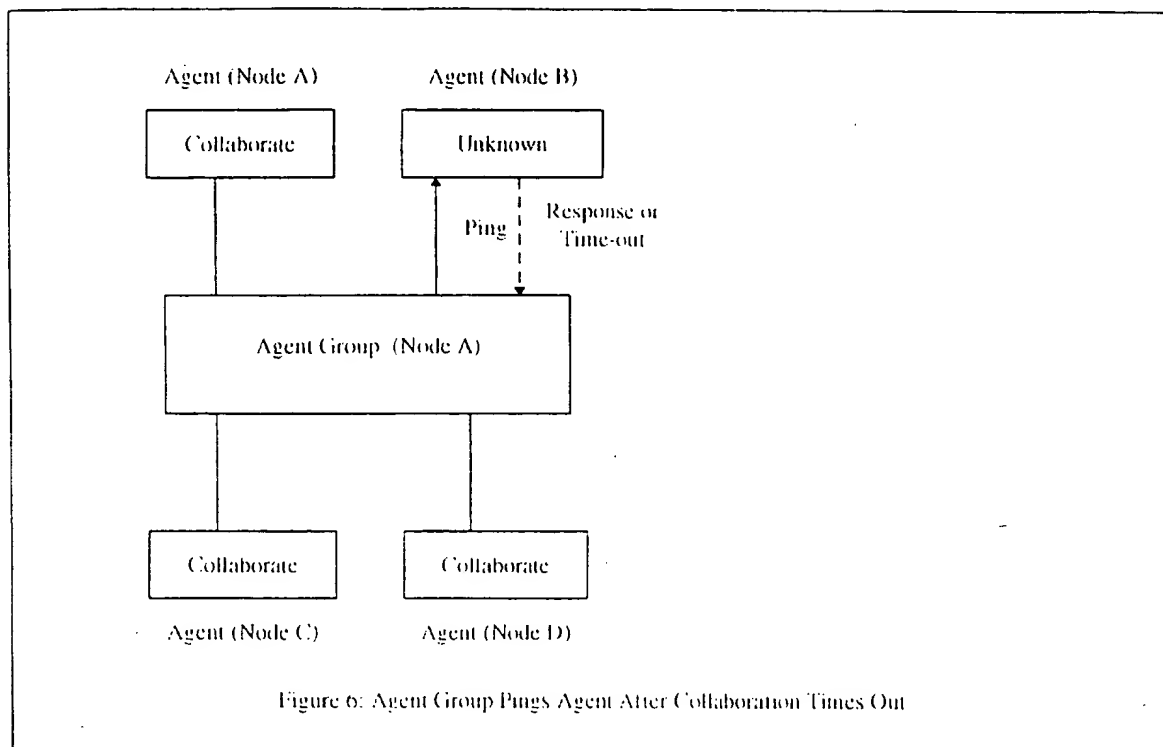 Agent (Node A)
Agent (Node B)
Collaborate
Unknown
Ping
Response or
Time-out
Agent Group (Node A)
Collaborate
Collaborate
Agent (Node C)
Agent (Node D)
Figure 6: Agent Group Pings Agent After Collaboration Times Out